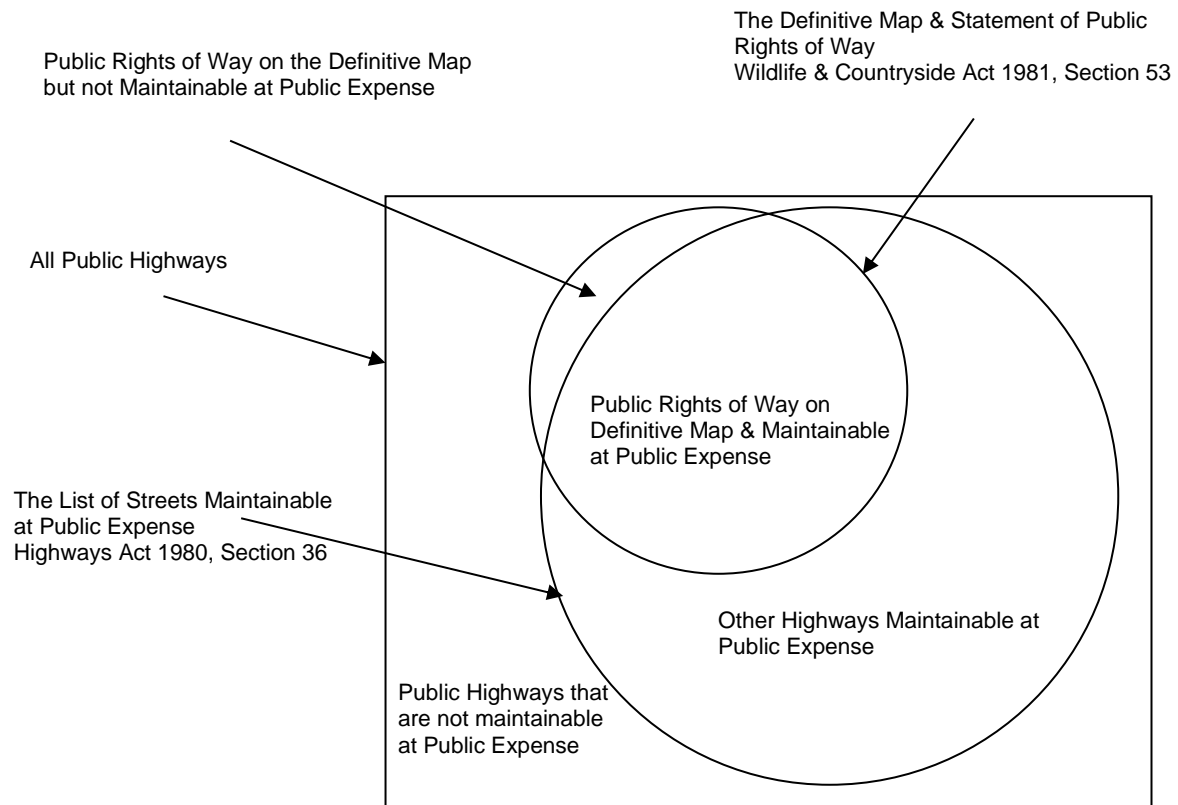 The Definitive Map & Statement of Public
Rights of Way
Wildlife & Countryside Act 1981, Section 53
Public Rights of Way on the Definitive Map
but not Maintainable at Public Expense
All Public Highways
Public Rights of Way on
Definitive Map & Maintainable
at Public Expense
The List of Streets Maintainable
at Public Expense
Highways Act 1980, Section 36
Other Highways Maintainable at
Public Expense
Public Highways that
are not maintainable
at Public Expense